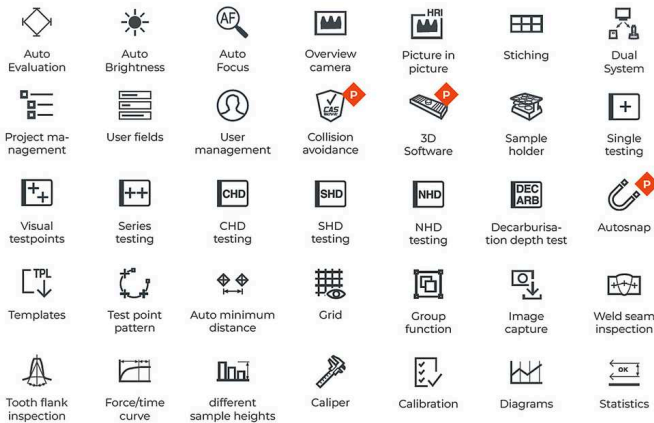 AF
HRI
Auto
Evaluation
Auto
Brightness
Auto
Focus
Overview
camera
Picture in
picture
Stiching
Dual
System
P
CAS
P
Project ma-
nagement
User fields
User
management
Collision
avoidance
3D
Software
Sample
holder
Single
testing
CHD
SHD
NHD
DEC
ARB
P
Visual
testpoints
Series
testing
CHD
testing
SHD
testing
NHD
testing
Decarburisa-
tion depth test
Autosnap
TPL
Templates
Test point
pattern
Auto minimum
distance
Grid
Group
function
Image
capture
Weld seam
inspection
OK
Tooth flank
inspection
Force/time
curve
different
sample heights
Caliper
Calibration
Diagrams
Statistics